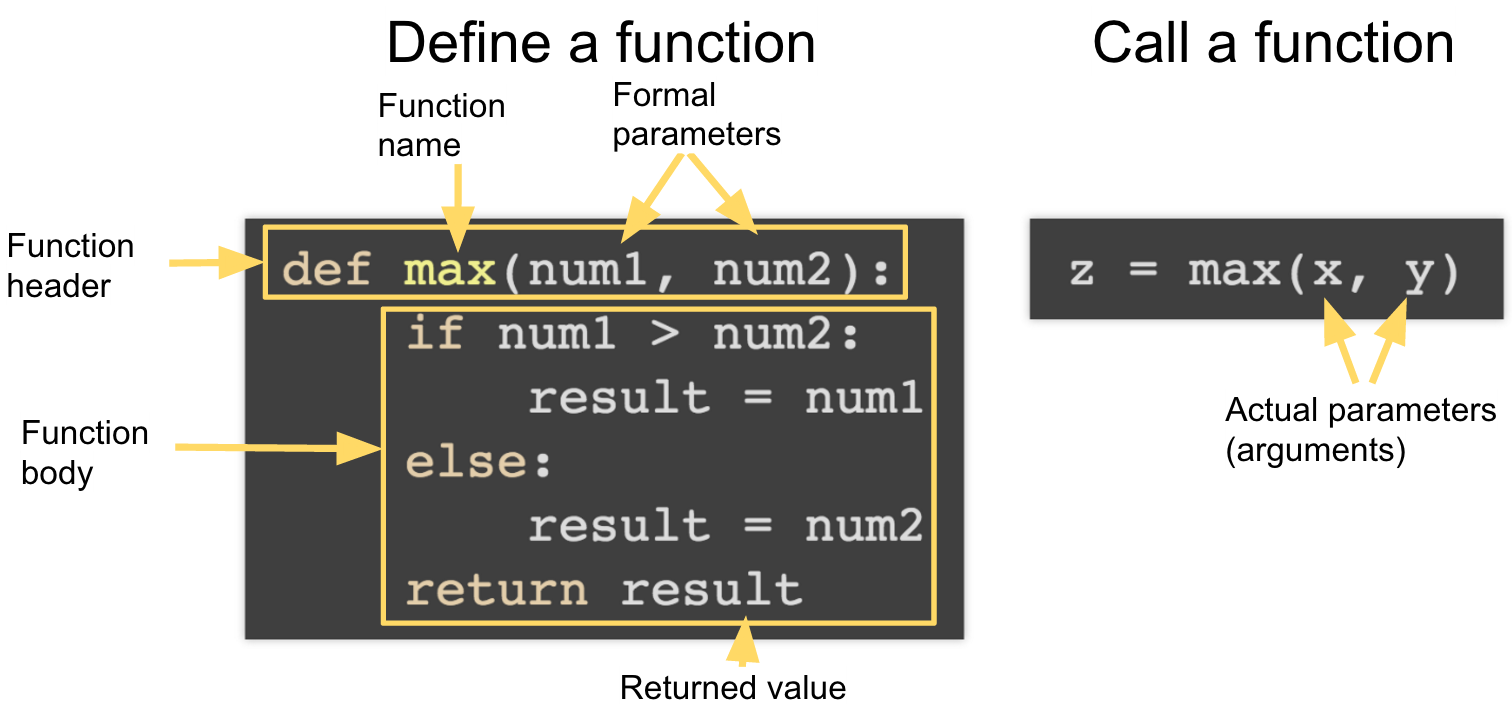 Define a function
Call a function
Function
name
Formal
parameters
Function
header
def max(num1, num2):
if num1 > num2:
result = num1
else:
result = num2
return result
Function
body
Returned value
z = max(x, y)
Actual parameters
(arguments)